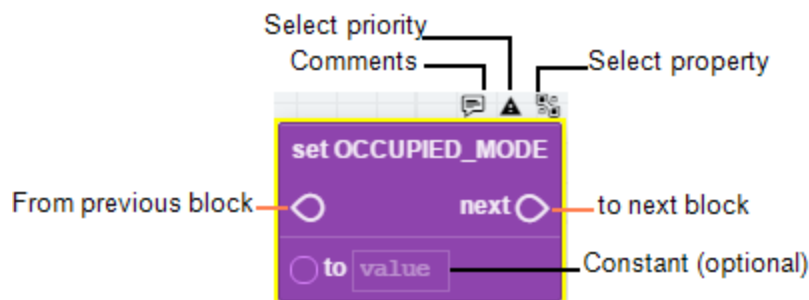 Select priority
Comments
Select property
set OCCUPIED_MODE
From previous block
next
to next block
to value
Constant (optional)